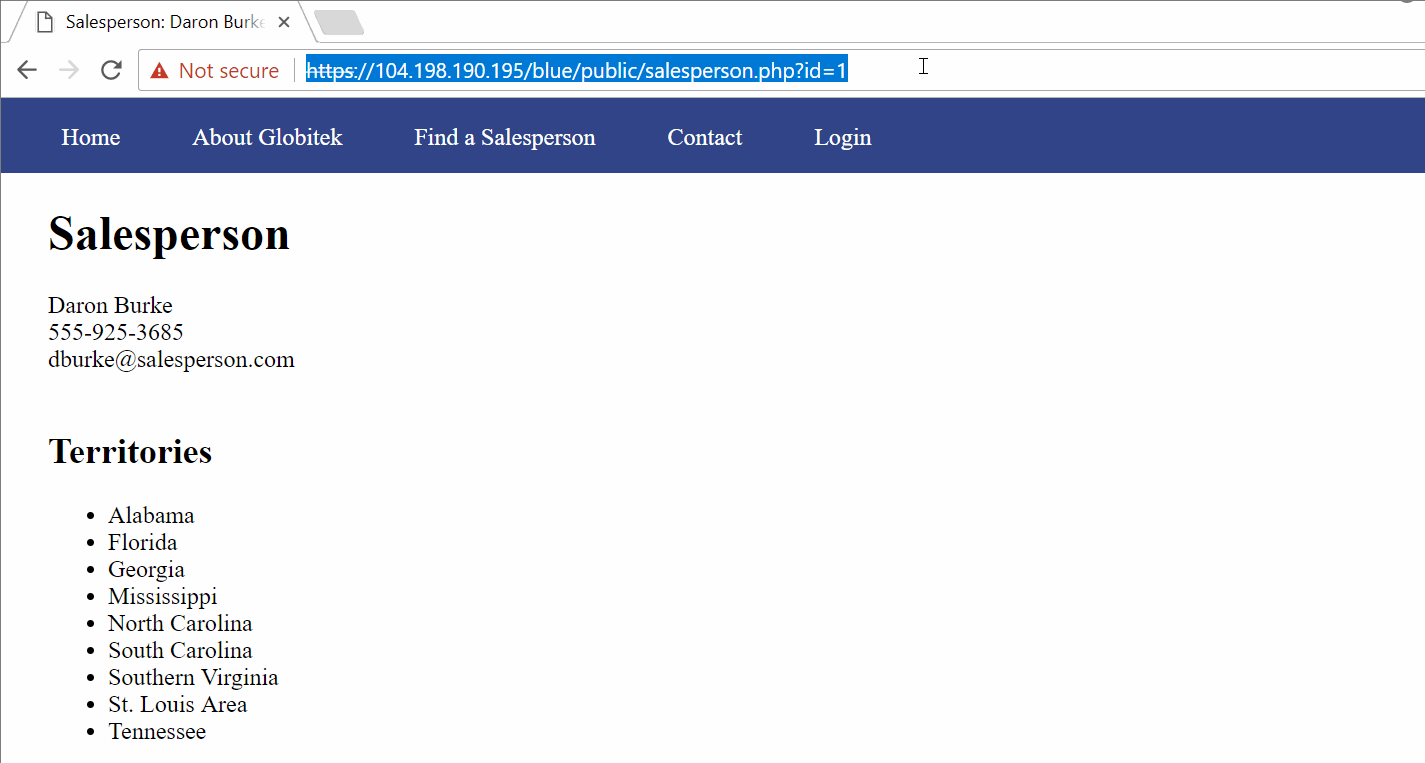 Salesperson: Daron Burke
Not secure https://104.198.190.195/blue/public/salesperson.php?id=1
Home About Globitek Find a Salesperson Contact Login
Salesperson
Daron Burke
555-925-3685
dburke@salesperson.com
Territories
• Alabama
• Florida
• Georgia
• Mississippi
• North Carolina
• South Carolina
• Southern Virginia
• St. Louis Area
• Tennessee